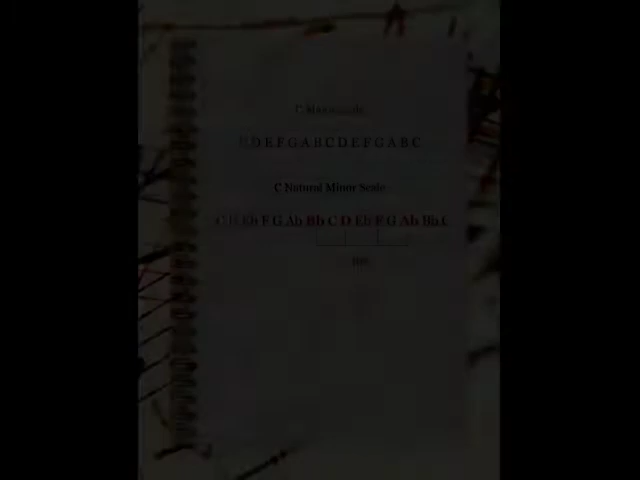 C Major Scale
C D E F G A B C D E F G A B C
C Natural Minor Scale
C D Eb F G Ab Bb C D Eb F G Ab Bb C